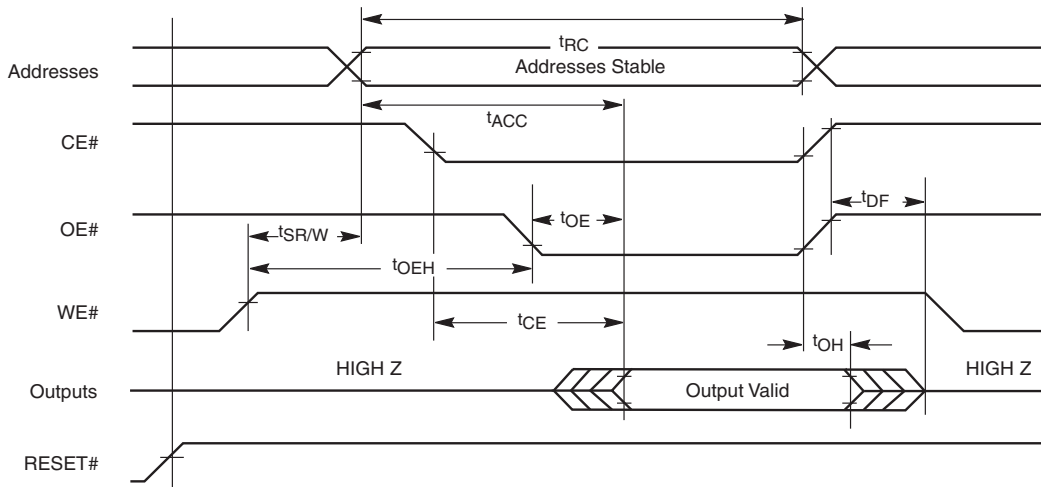 tRC
Addresses
Addresses Stable
tACC
CE#
tDF
tOE
OE#
tSR/W
tOEH
WE#
tCE
tOH
HIGH Z
HIGH Z
Outputs
Output Valid
RESET#